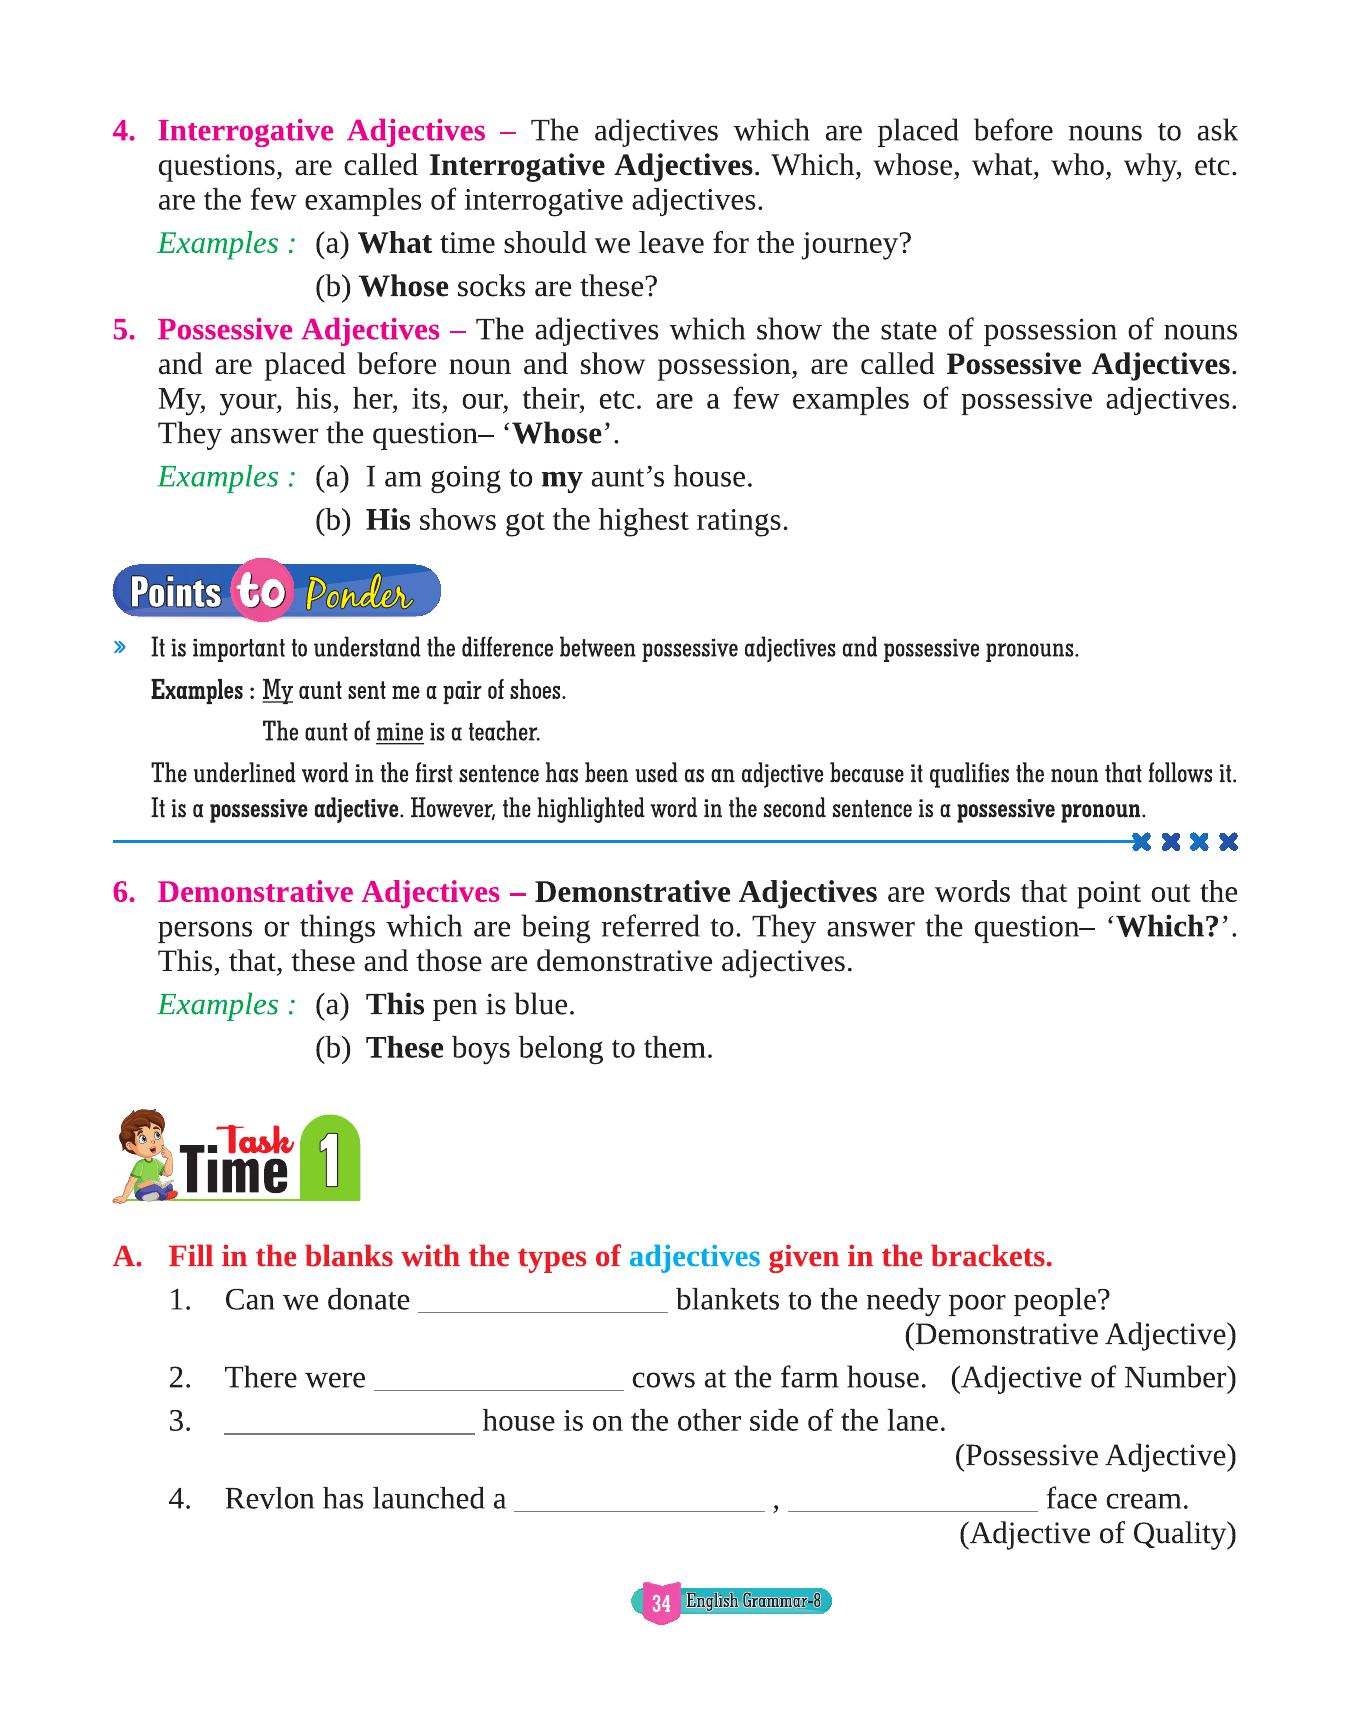 4. Interrogative Adjectives – The adjectives which are placed before nouns to ask
questions, are called Interrogative Adjectives. Which, whose, what, who, why, etc.
are the few examples of interrogative adjectives.
Examples : (a) What time should we leave for the journey?
(b) Whose socks are these?
5. Possessive Adjectives – The adjectives which show the state of possession of nouns
and are placed before noun and show possession, are called Possessive Adjectives.
My, your, his, her, its, our, their, etc. are a few examples of possessive adjectives.
They answer the question– ‘Whose’.
Examples : (a) I am going to my aunt’s house.
(b) His shows got the highest ratings.
Points to Ponder
» It is important to understand the difference between possessive adjectives and possessive pronouns.
Examples : My aunt sent me a pair of shoes.
The aunt of mine is a teacher.
The underlined word in the first sentence has been used as an adjective because it qualifies the noun that follows it.
It is a possessive adjective. However, the highlighted word in the second sentence is a possessive pronoun.
6. Demonstrative Adjectives – Demonstrative Adjectives are words that point out the
persons or things which are being referred to. They answer the question– ‘Which?’.
This, that, these and those are demonstrative adjectives.
Examples : (a) This pen is blue.
(b) These boys belong to them.
Task
Time 1
A. Fill in the blanks with the types of adjectives given in the brackets.
1. Can we donate ________________ blankets to the needy poor people?
(Demonstrative Adjective)
2. There were ________________ cows at the farm house. (Adjective of Number)
3. ________________ house is on the other side of the lane.
(Possessive Adjective)
4. Revlon has launched a ________________ , ________________ face cream.
(Adjective of Quality)
34 English Grammar-8